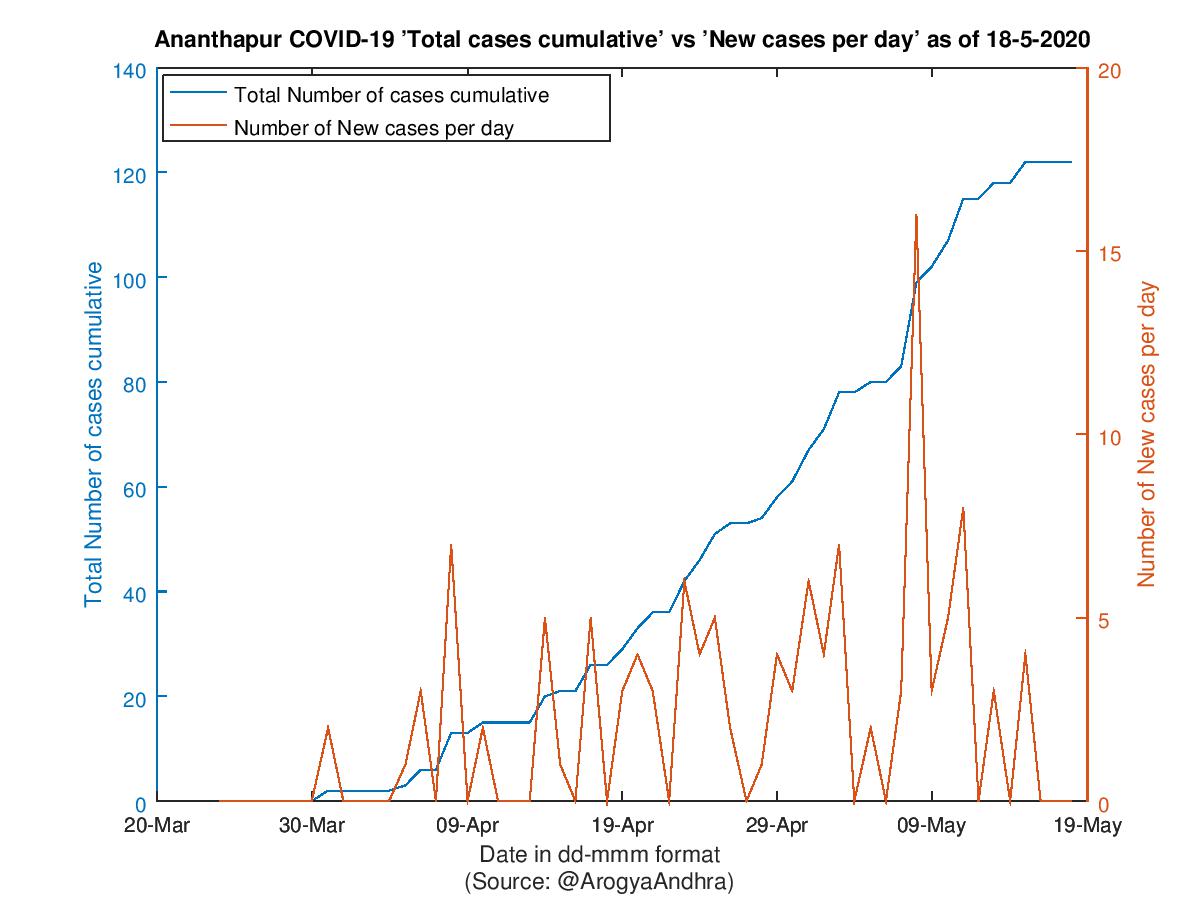 Ananthapur COVID-19 ’Total cases cumulative’ vs ’New cases per day’ as of 18-5-2020
Total Number of cases cumulative
Number of New cases per day
140
120
100
80
60
40
20
0
Total Number of cases cumulative
20
15
10
5
0
Number of New cases per day
20-Mar 30-Mar 09-Apr 19-Apr 29-Apr 09-May 19-May
Date in dd-mmm format
(Source: @ArogyaAndhra)